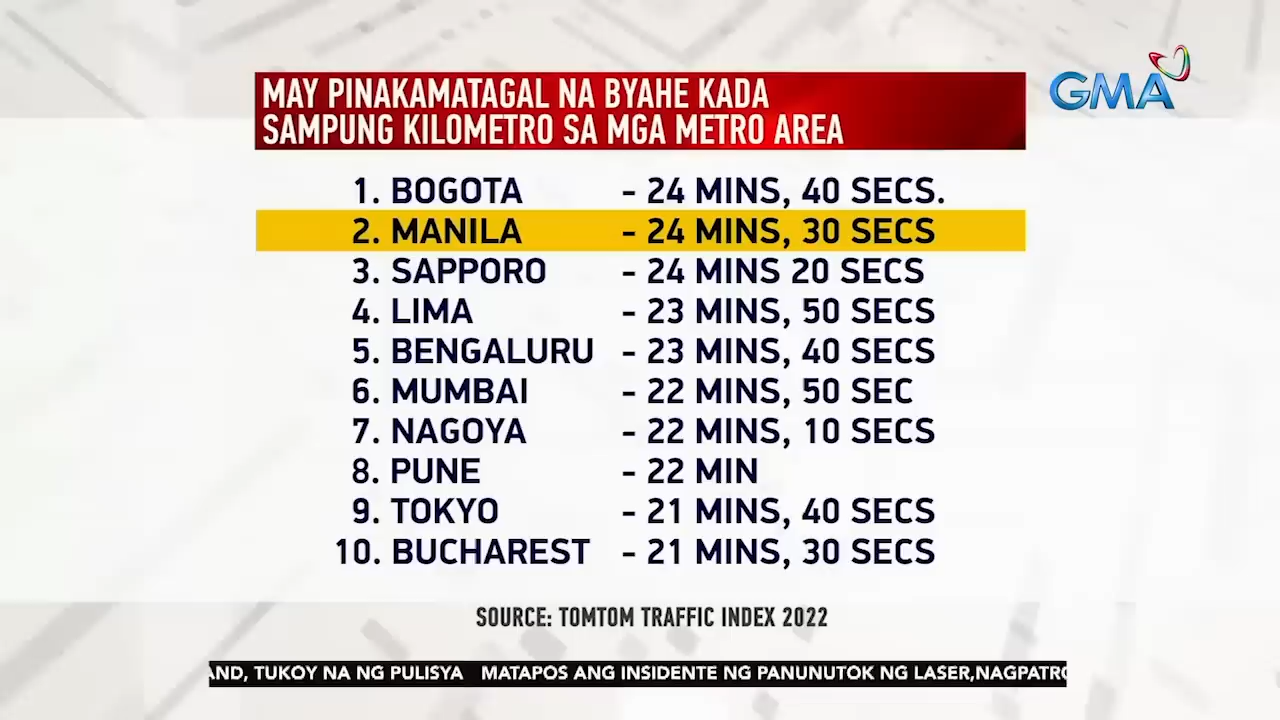 MAY PINAKAMATAGAL NA BYAHE KADA
SAMPUNG KILOMETRO SA MGA METRO AREA
GMA
1. BOGOTA - 24 MINS, 40 SECS.
2. MANILA - 24 MINS, 30 SECS
3. SAPPORO - 24 MINS 20 SECS
4. LIMA - 23 MINS, 50 SECS
5. BENGALURU - 23 MINS, 40 SECS
6. MUMBAI - 22 MINS, 50 SEC
7. NAGOYA - 22 MINS, 10 SECS
8. PUNE - 22 MIN
9. TOKYO - 21 MINS, 40 SECS
10. BUCHAREST - 21 MINS, 30 SECS
SOURCE: TOMTOM TRAFFIC INDEX 2022
TUKOY NA NG PULISYA MATAPOS ANG INSIDENTE NG PANUNUTOK NG LASER,